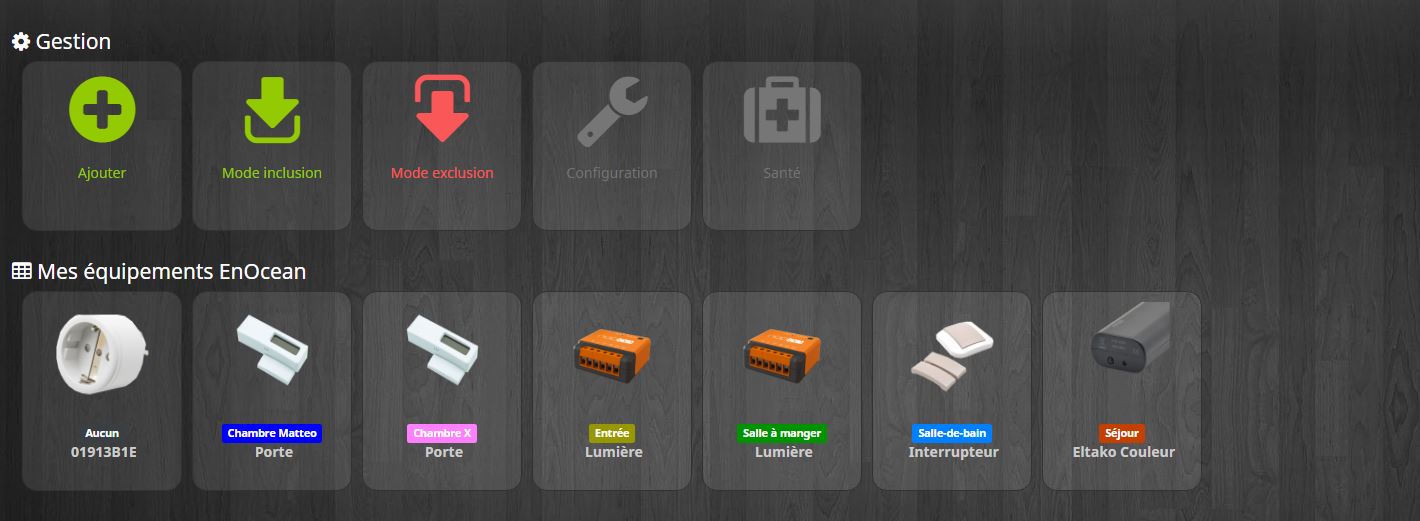 Gestion
Ajouter
Mode inclusion
Mode exclusion
Configuration
Santé
Mes équipements EnOcean
Aucun
01913B1E
Chambre Matteo
Porte
Chambre X
Porte
Entrée
Lumière
Salle à manger
Lumière
Salle-de-bain
Interrupteur
Séjour
Eltako Couleur